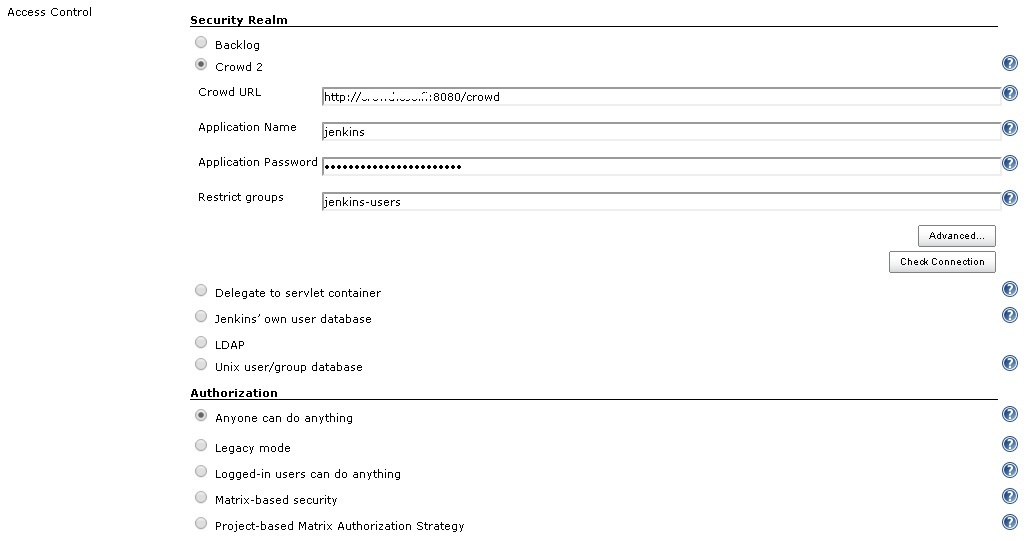 Access Control
Security Realm
Backlog
Crowd 2
Crowd URL
http:// :8080/crowd
Application Name
jenkins
Application Password
••••••••••••••••••••••
Restrict groups
jenkins-users
Advanced...
Check Connection
Delegate to servlet container
Jenkins’ own user database
LDAP
Unix user/group database
Authorization
Anyone can do anything
Legacy mode
Logged-in users can do anything
Matrix-based security
Project-based Matrix Authorization Strategy